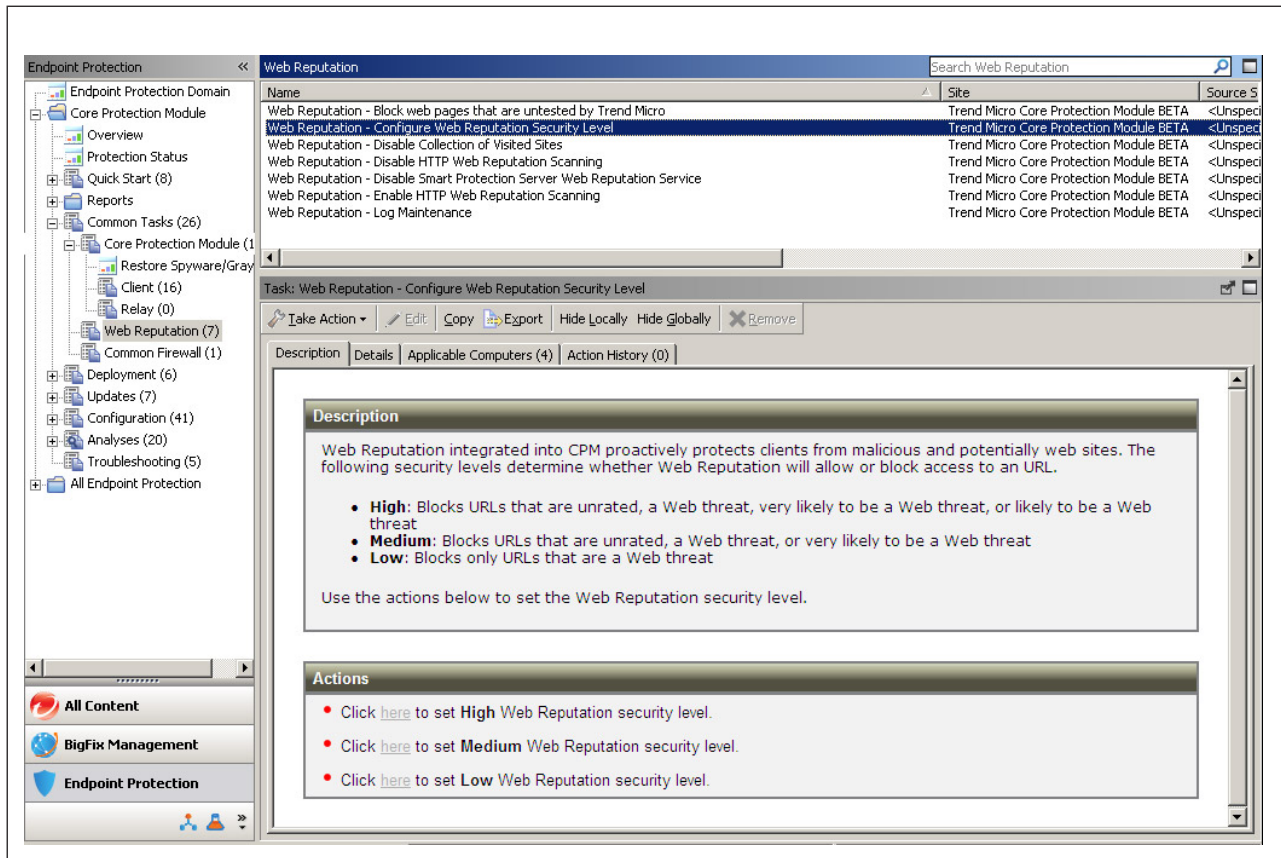 Endpoint Protection «
Endpoint Protection Domain
Core Protection Module
Overview
Protection Status
Quick Start (8)
Reports
Common Tasks (26)
Core Protection Module (1
Restore Spyware/Gray
Client (16)
Relay (0)
Web Reputation (7)
Common Firewall (1)
Deployment (6)
Updates (7)
Configuration (41)
Analyses (20)
Troubleshooting (5)
All Endpoint Protection
All Content
BigFix Management
Endpoint Protection
»
Web Reputation Search Web Reputation
Name Site Source S
Web Reputation - Block web pages that are untested by Trend Micro Trend Micro Core Protection Module BETA <Unspeci
Web Reputation - Configure Web Reputation Security Level Trend Micro Core Protection Module BETA <Unspeci
Web Reputation - Disable Collection of Visited Sites Trend Micro Core Protection Module BETA <Unspeci
Web Reputation - Disable HTTP Web Reputation Scanning Trend Micro Core Protection Module BETA <Unspeci
Web Reputation - Disable Smart Protection Server Web Reputation Service Trend Micro Core Protection Module BETA <Unspeci
Web Reputation - Enable HTTP Web Reputation Scanning Trend Micro Core Protection Module BETA <Unspeci
Web Reputation - Log Maintenance Trend Micro Core Protection Module BETA <Unspeci
Task: Web Reputation - Configure Web Reputation Security Level
Take Action Edit Copy Export Hide Locally Hide Globally Remove
Description Details Applicable Computers (4) Action History (0)
Description
Web Reputation integrated into CPM proactively protects clients from malicious and potentially web sites. The
following security levels determine whether Web Reputation will allow or block access to an URL.
• High: Blocks URLs that are unrated, a Web threat, very likely to be a Web threat, or likely to be a Web
threat
• Medium: Blocks URLs that are unrated, a Web threat, or very likely to be a Web threat
• Low: Blocks only URLs that are a Web threat
Use the actions below to set the Web Reputation security level.
Actions
• Click here to set High Web Reputation security level.
• Click here to set Medium Web Reputation security level.
• Click here to set Low Web Reputation security level.